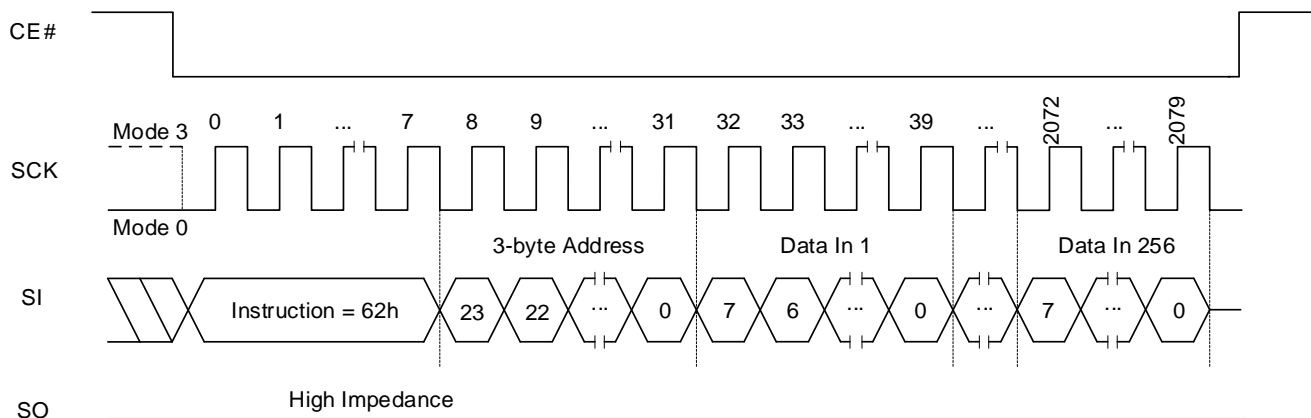 CE#
0 1 ... 7 8 9 ... 31 32 33 ... 39 ... 2072 ... 2079
Mode 3
SCK
Mode 0
3-byte Address Data In 1 Data In 256
SI Instruction = 62h 23 22 ... 0 7 6 ... 0 ... 7 ... 0
High Impedance
SO